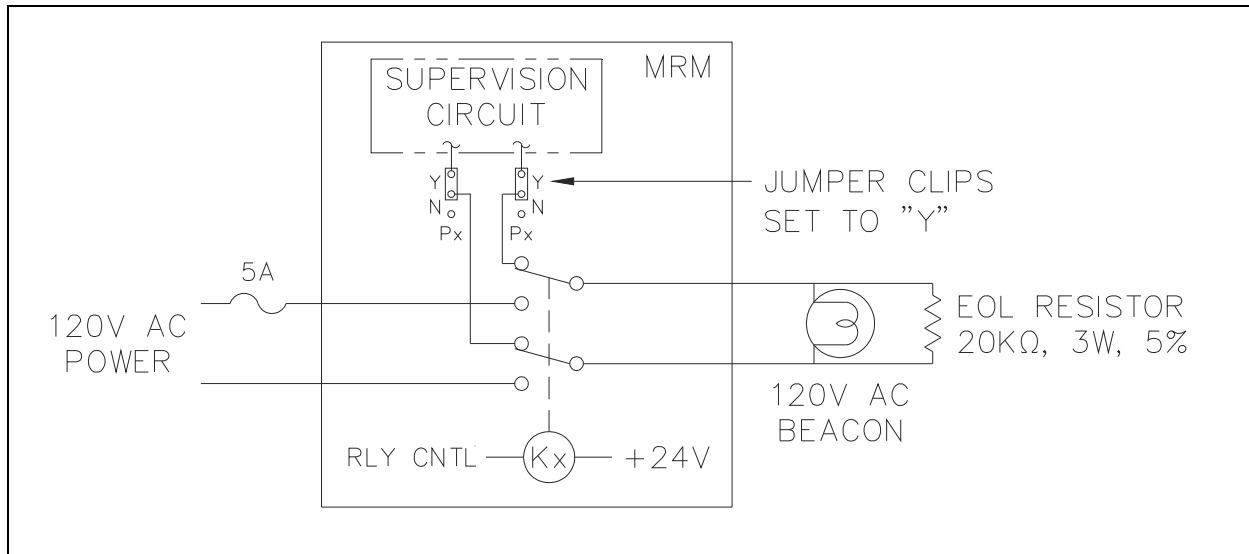 MRM
SUPERVISION
CIRCUIT
Y
Y
N
N
Px
Px
JUMPER CLIPS
SET TO "Y"
5A
120V AC
POWER
EOL RESISTOR
20KΩ, 3W, 5%
120V AC
BEACON
RLY CNTL
Kx
+24V